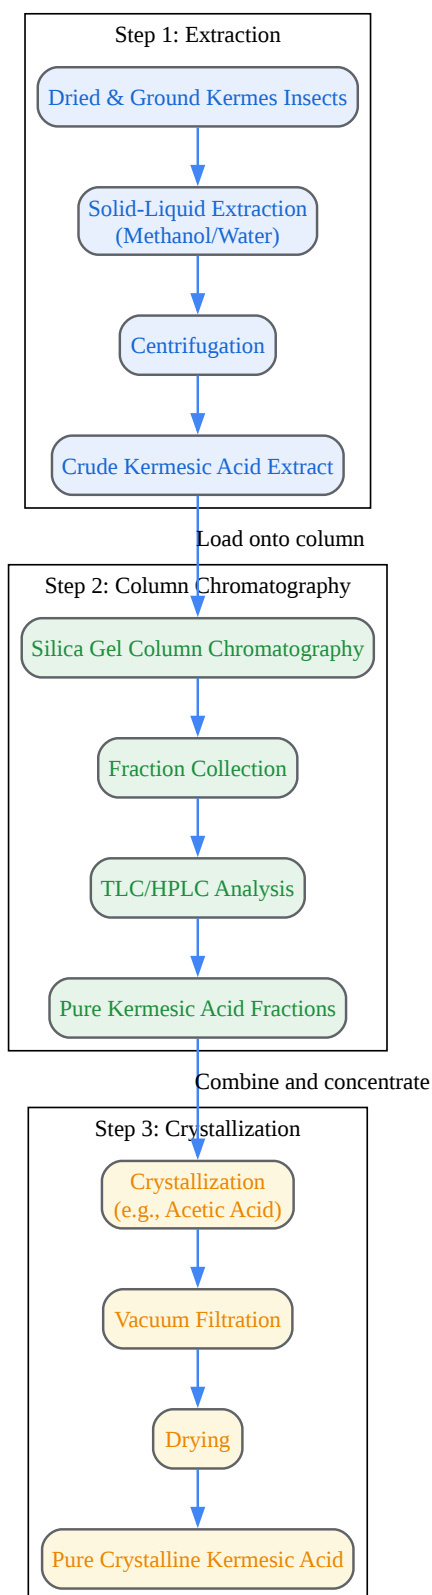 Step 1: Extraction
Dried & Ground Kermes Insects
Solid-Liquid Extraction
(Methanol/Water)
Centrifugation
Crude Kermesic Acid Extract
Load onto column
Step 2: Column Chromatography
Silica Gel Column Chromatography
Fraction Collection
TLC/HPLC Analysis
Pure Kermesic Acid Fractions
Combine and concentrate
Step 3: Crystallization
Crystallization
(e.g., Acetic Acid)
Vacuum Filtration
Drying
Pure Crystalline Kermesic Acid